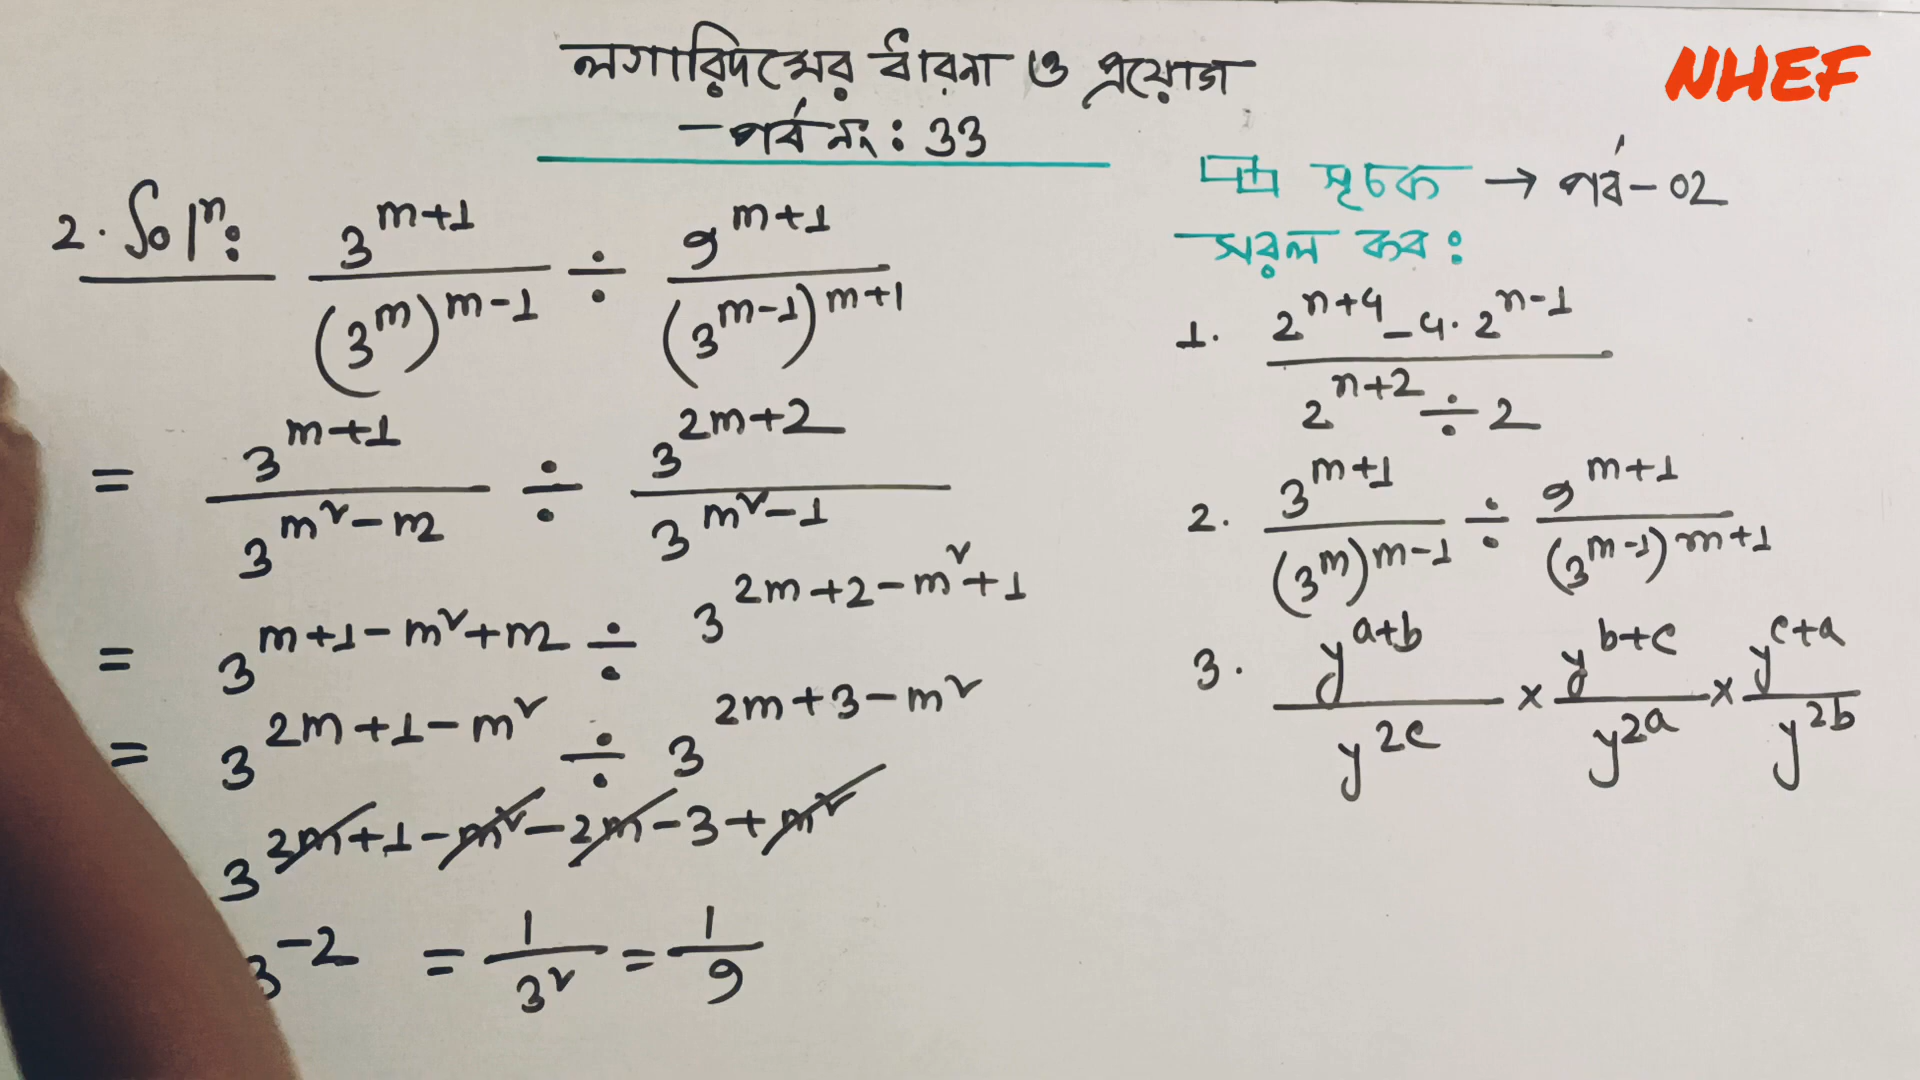 লগারিদমের ধারনা ও প্রয়োগ
NHEF
- পর্ব নং : 33
2. Solⁿ: 3^(m+1) / (3^m)^(m-1) ÷ 9^(m+1) / (3^(m-1))^(m+1)
= 3^(m+1) / 3^(m²-m) ÷ 3^(2m+2) / 3^(m²-1)
= 3^(m+1-m²+m) ÷ 3^(2m+2-m²+1)
= 3^(2m+1-m²) ÷ 3^(2m+3-m²)
3^(2m+1-m²-2m-3+m²)
3^(-2) = 1/3² = 1/9
সূচক → পর্ব-02
সরল কর :
1. (2^(n+4) - 4·2^(n-1)) / (2^(n+2) ÷ 2)
2. 3^(m+1) / (3^m)^(m-1) ÷ 9^(m+1) / (3^(m-1))^(m+1)
3. y^(a+b) / y^(2c) × y^(b+c) / y^(2a) × y^(c+a) / y^(2b)